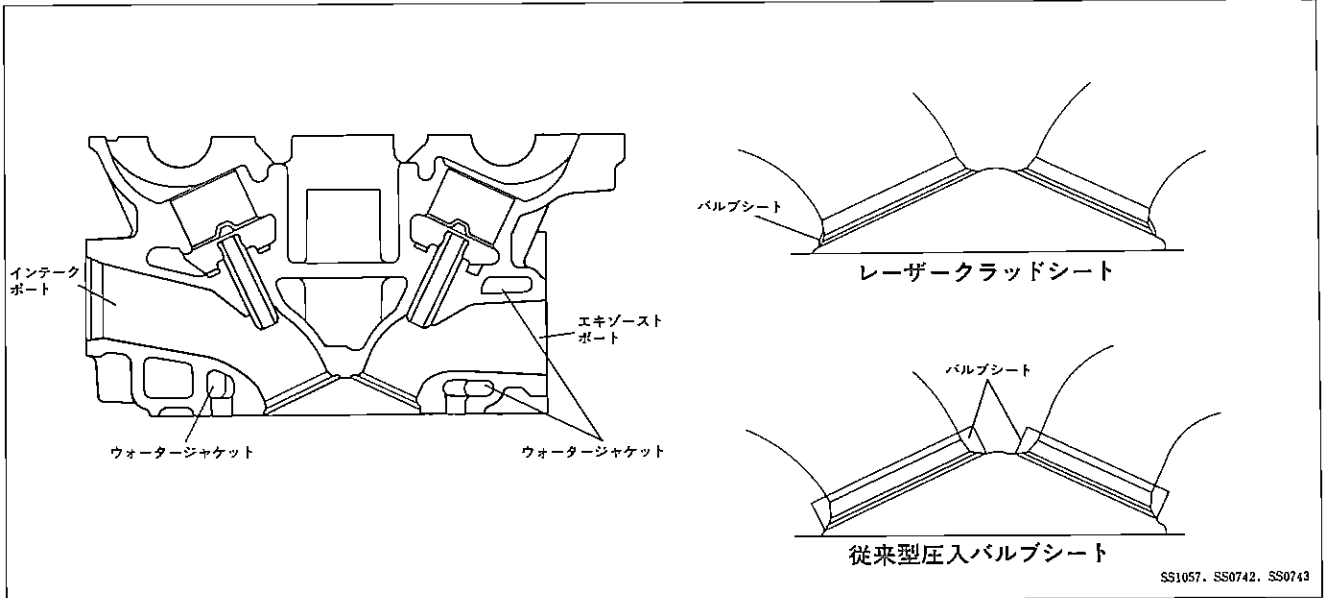 インテーク
ポート
ウォータージャケット
エキゾースト
ポート
ウォータージャケット
バルブシート
レーザークラッドシート
バルブシート
従来型圧入バルブシート
SS1057, SS0742, SS0743